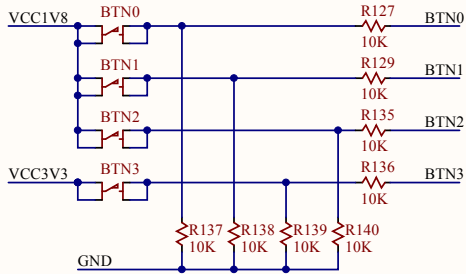 VCC1V8 BTN0 R127 BTN0
10K
BTN1 R129 BTN1
10K
BTN2 R135 BTN2
10K
VCC3V3 BTN3 R136 BTN3
10K
R137 R138 R139 R140
10K 10K 10K 10K
GND